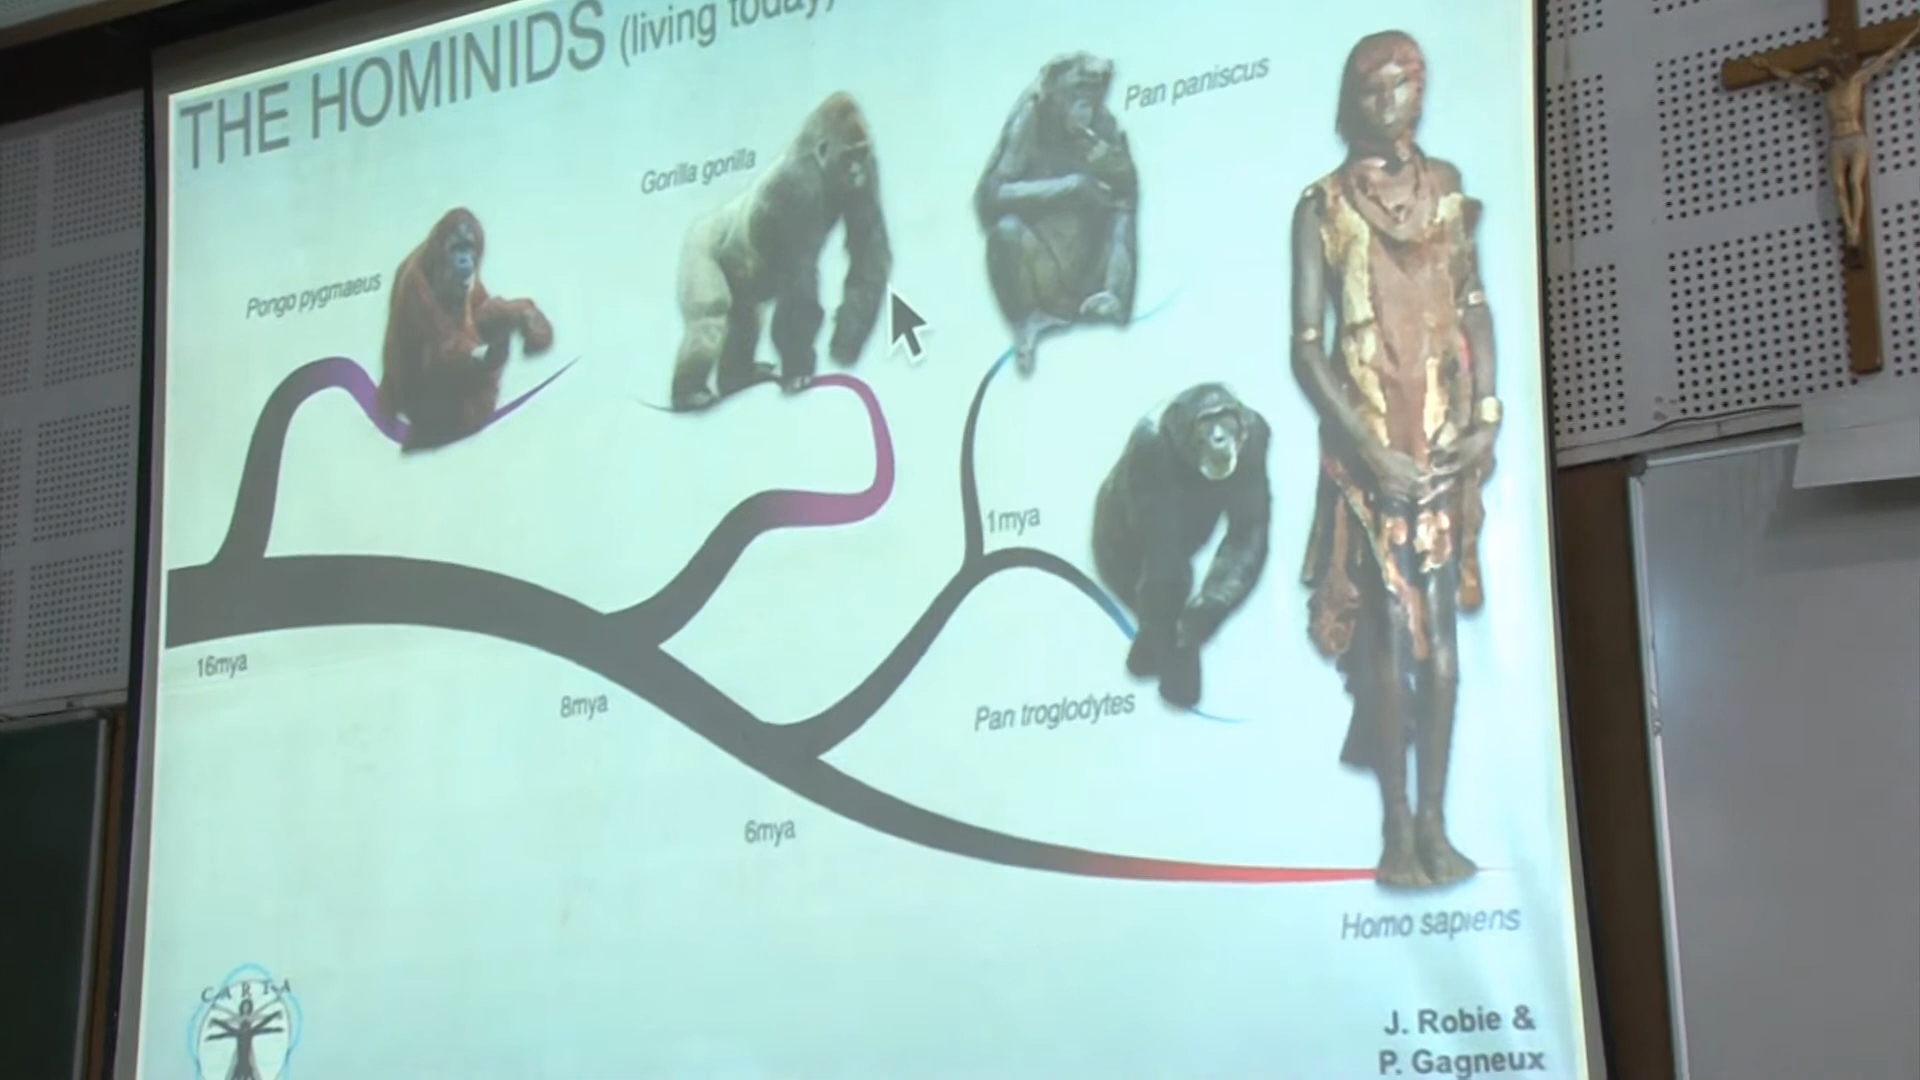 THE HOMINIDS (living today)
Pan paniscus
Gorilla gorilla
Pongo pygmaeus
1mya
16mya
8mya
Pan troglodytes
6mya
Homo sapiens
CARTA
J. Robie &
P. Gagneux